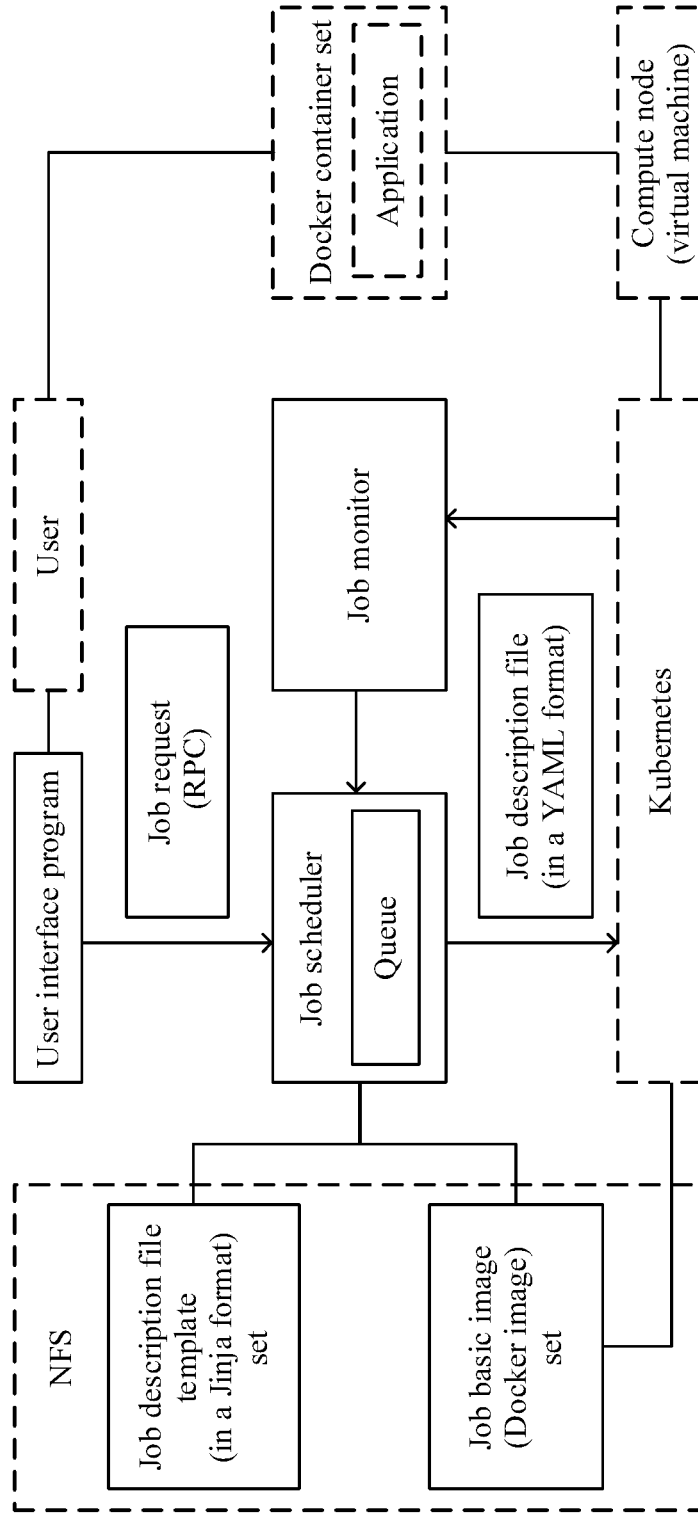 NFS
Job description file
template
(in a Jinja format)
set
Job basic image
(Docker image)
set
User interface program
Job request
(RPC)
Job scheduler
Queue
Job description file
(in a YAML format)
User
Job monitor
Kubernetes
Docker container set
Application
Compute node
(virtual machine)